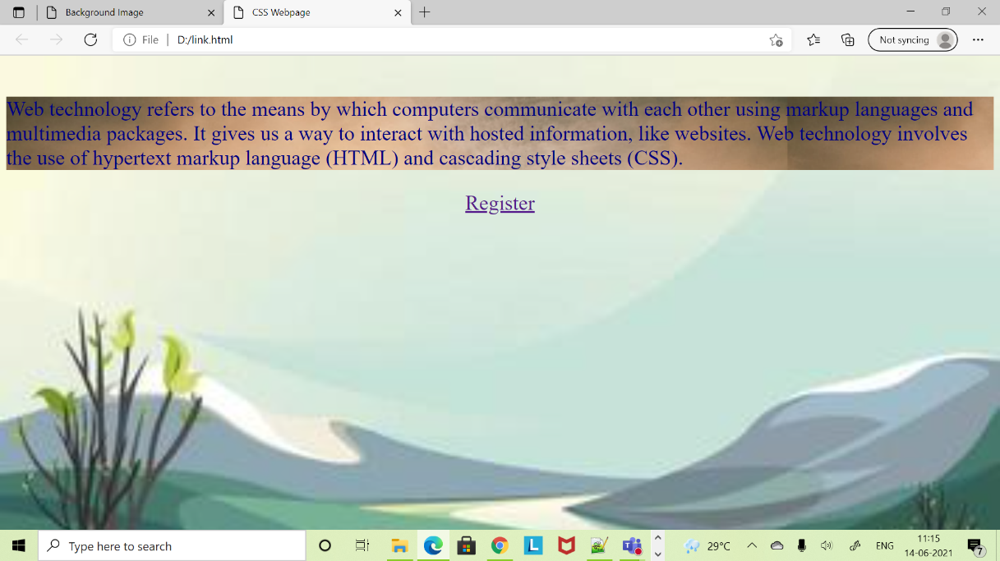 Background Image
CSS Webpage
File
D:/link.html
Not syncing
Web technology refers to the means by which computers communicate with each other using markup languages and
multimedia packages. It gives us a way to interact with hosted information, like websites. Web technology involves
the use of hypertext markup language (HTML) and cascading style sheets (CSS).
Register
Type here to search
L
29°C
ENG
11:15
14-06-2021
7